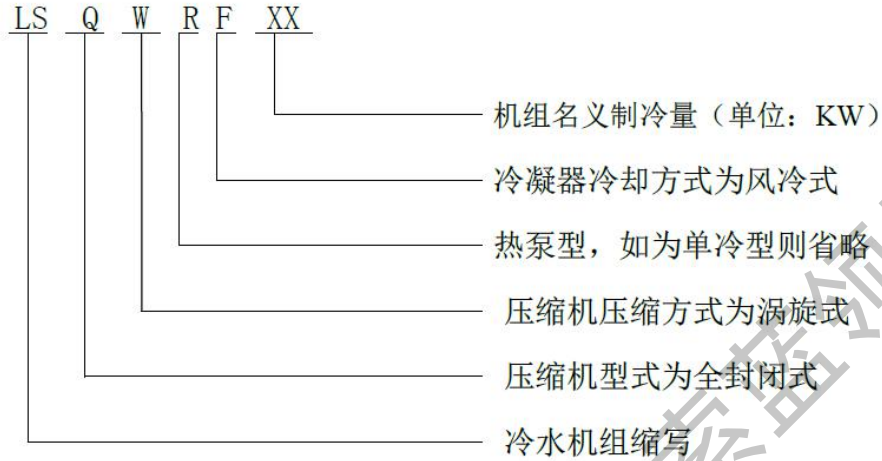 LS Q W R F XX
机组名义制冷量（单位：KW）
冷凝器冷却方式为风冷式
热泵型，如为单冷型则省略
压缩机压缩方式为涡旋式
压缩机型式为全封闭式
冷水机组缩写
索蓝领